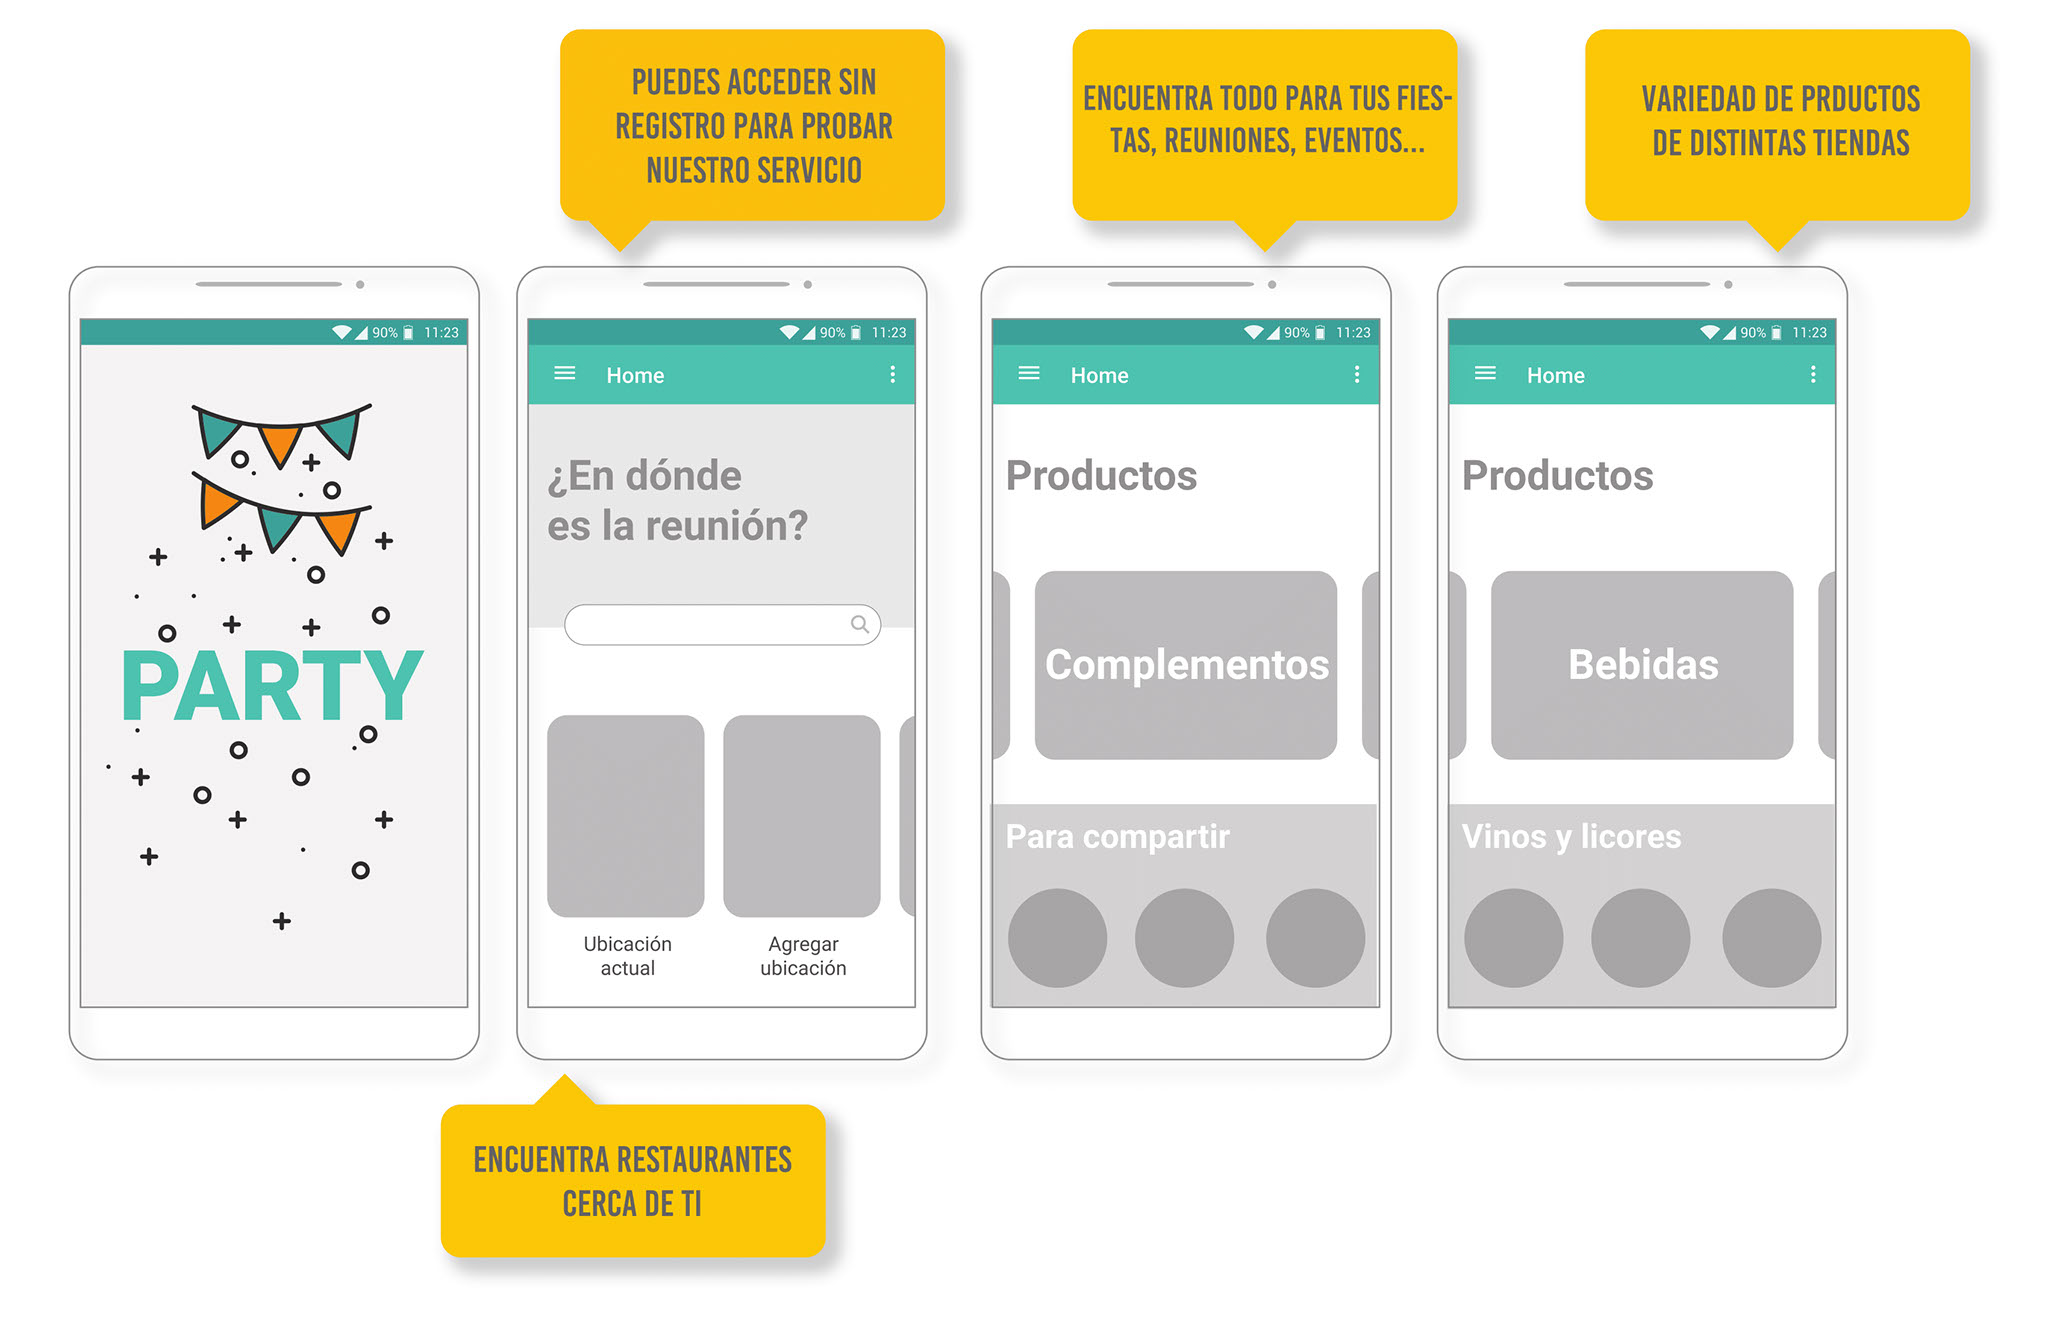 PUEDES ACCEDER SIN
REGISTRO PARA PROBAR
NUESTRO SERVICIO
ENCUENTRA TODO PARA TUS FIES-
TAS, REUNIONES, EVENTOS...
VARIEDAD DE PRDUCTOS
DE DISTINTAS TIENDAS
90% 11:23
PARTY
90% 11:23
Home
¿En dónde
es la reunión?
Ubicación
actual
Agregar
ubicación
90% 11:23
Home
Productos
Complementos
Para compartir
90% 11:23
Home
Productos
Bebidas
Vinos y licores
ENCUENTRA RESTAURANTES
CERCA DE TI